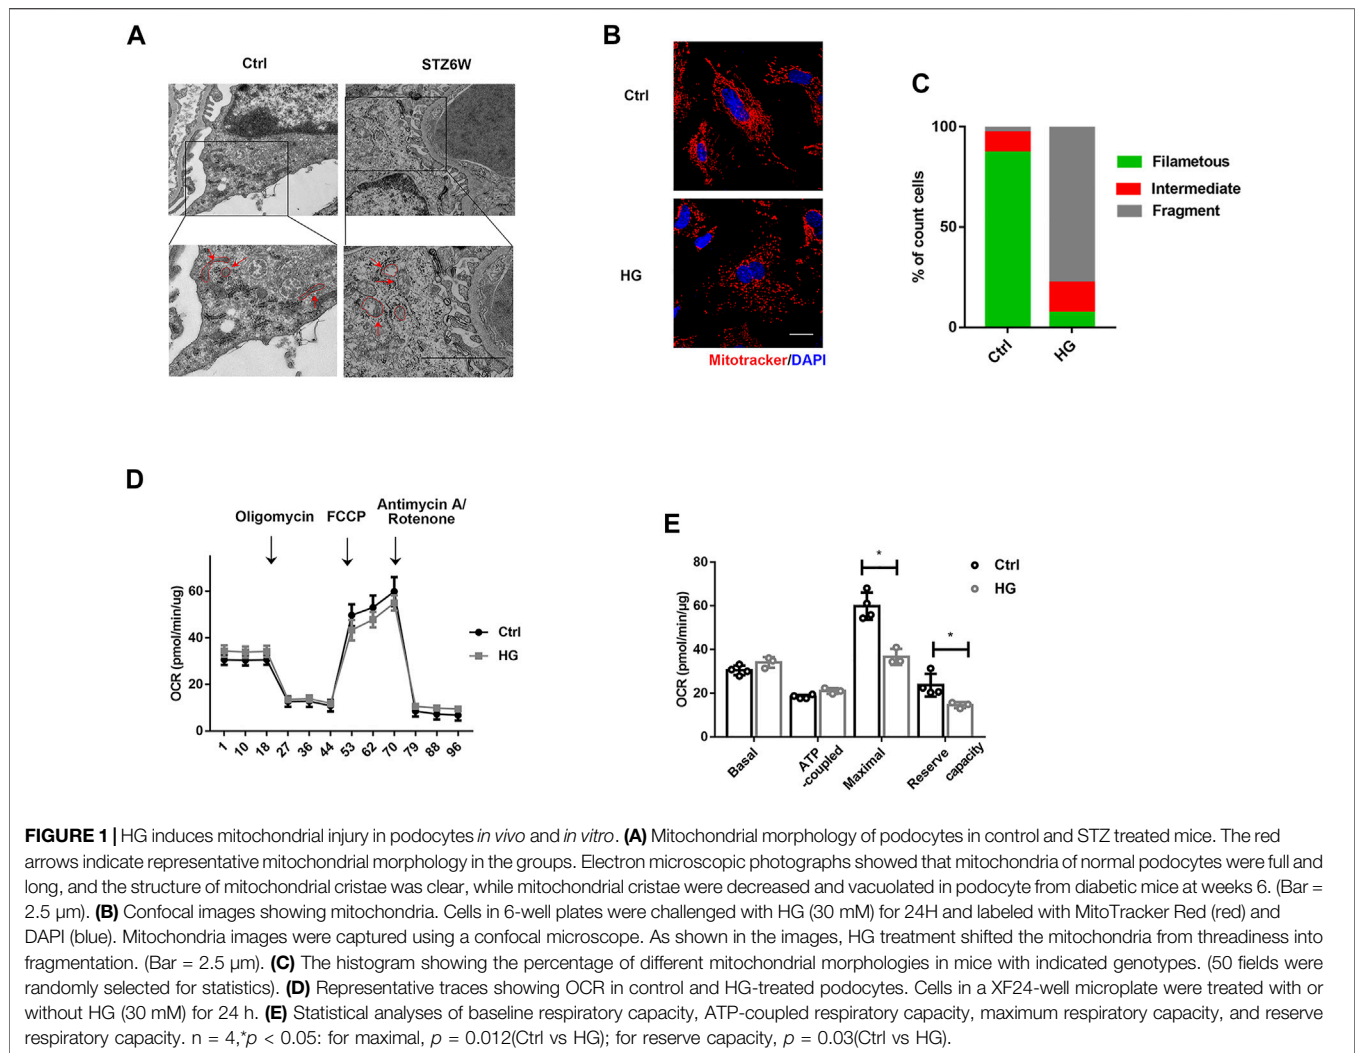 A
Ctrl
STZ6W
B
Ctrl
HG
Mitotracker/DAPI
C
% of count cells
100
50
0
Ctrl
HG
Filametous
Intermediate
Fragment
D
Oligomycin
FCCP
Antimycin A/
Rotenone
OCR (pmol/min/ug)
60
40
20
0
1 10 18 27 36 44 53 62 70 79 88 96
Ctrl
HG
E
OCR (pmol/min/µg)
80
60
40
20
0
*
*
Ctrl
HG
Basal
ATP
-coupled
Maximal
Reserve
capacity
FIGURE 1 | HG induces mitochondrial injury in podocytes in vivo and in vitro. (A) Mitochondrial morphology of podocytes in control and STZ treated mice. The red
arrows indicate representative mitochondrial morphology in the groups. Electron microscopic photographs showed that mitochondria of normal podocytes were full and
long, and the structure of mitochondrial cristae was clear, while mitochondrial cristae were decreased and vacuolated in podocyte from diabetic mice at weeks 6. (Bar =
2.5 µm). (B) Confocal images showing mitochondria. Cells in 6-well plates were challenged with HG (30 mM) for 24H and labeled with MitoTracker Red (red) and
DAPI (blue). Mitochondria images were captured using a confocal microscope. As shown in the images, HG treatment shifted the mitochondria from threadiness into
fragmentation. (Bar = 2.5 µm). (C) The histogram showing the percentage of different mitochondrial morphologies in mice with indicated genotypes. (50 fields were
randomly selected for statistics). (D) Representative traces showing OCR in control and HG-treated podocytes. Cells in a XF24-well microplate were treated with or
without HG (30 mM) for 24 h. (E) Statistical analyses of baseline respiratory capacity, ATP-coupled respiratory capacity, maximum respiratory capacity, and reserve
respiratory capacity. n = 4,*p < 0.05: for maximal, p = 0.012(Ctrl vs HG); for reserve capacity, p = 0.03(Ctrl vs HG).